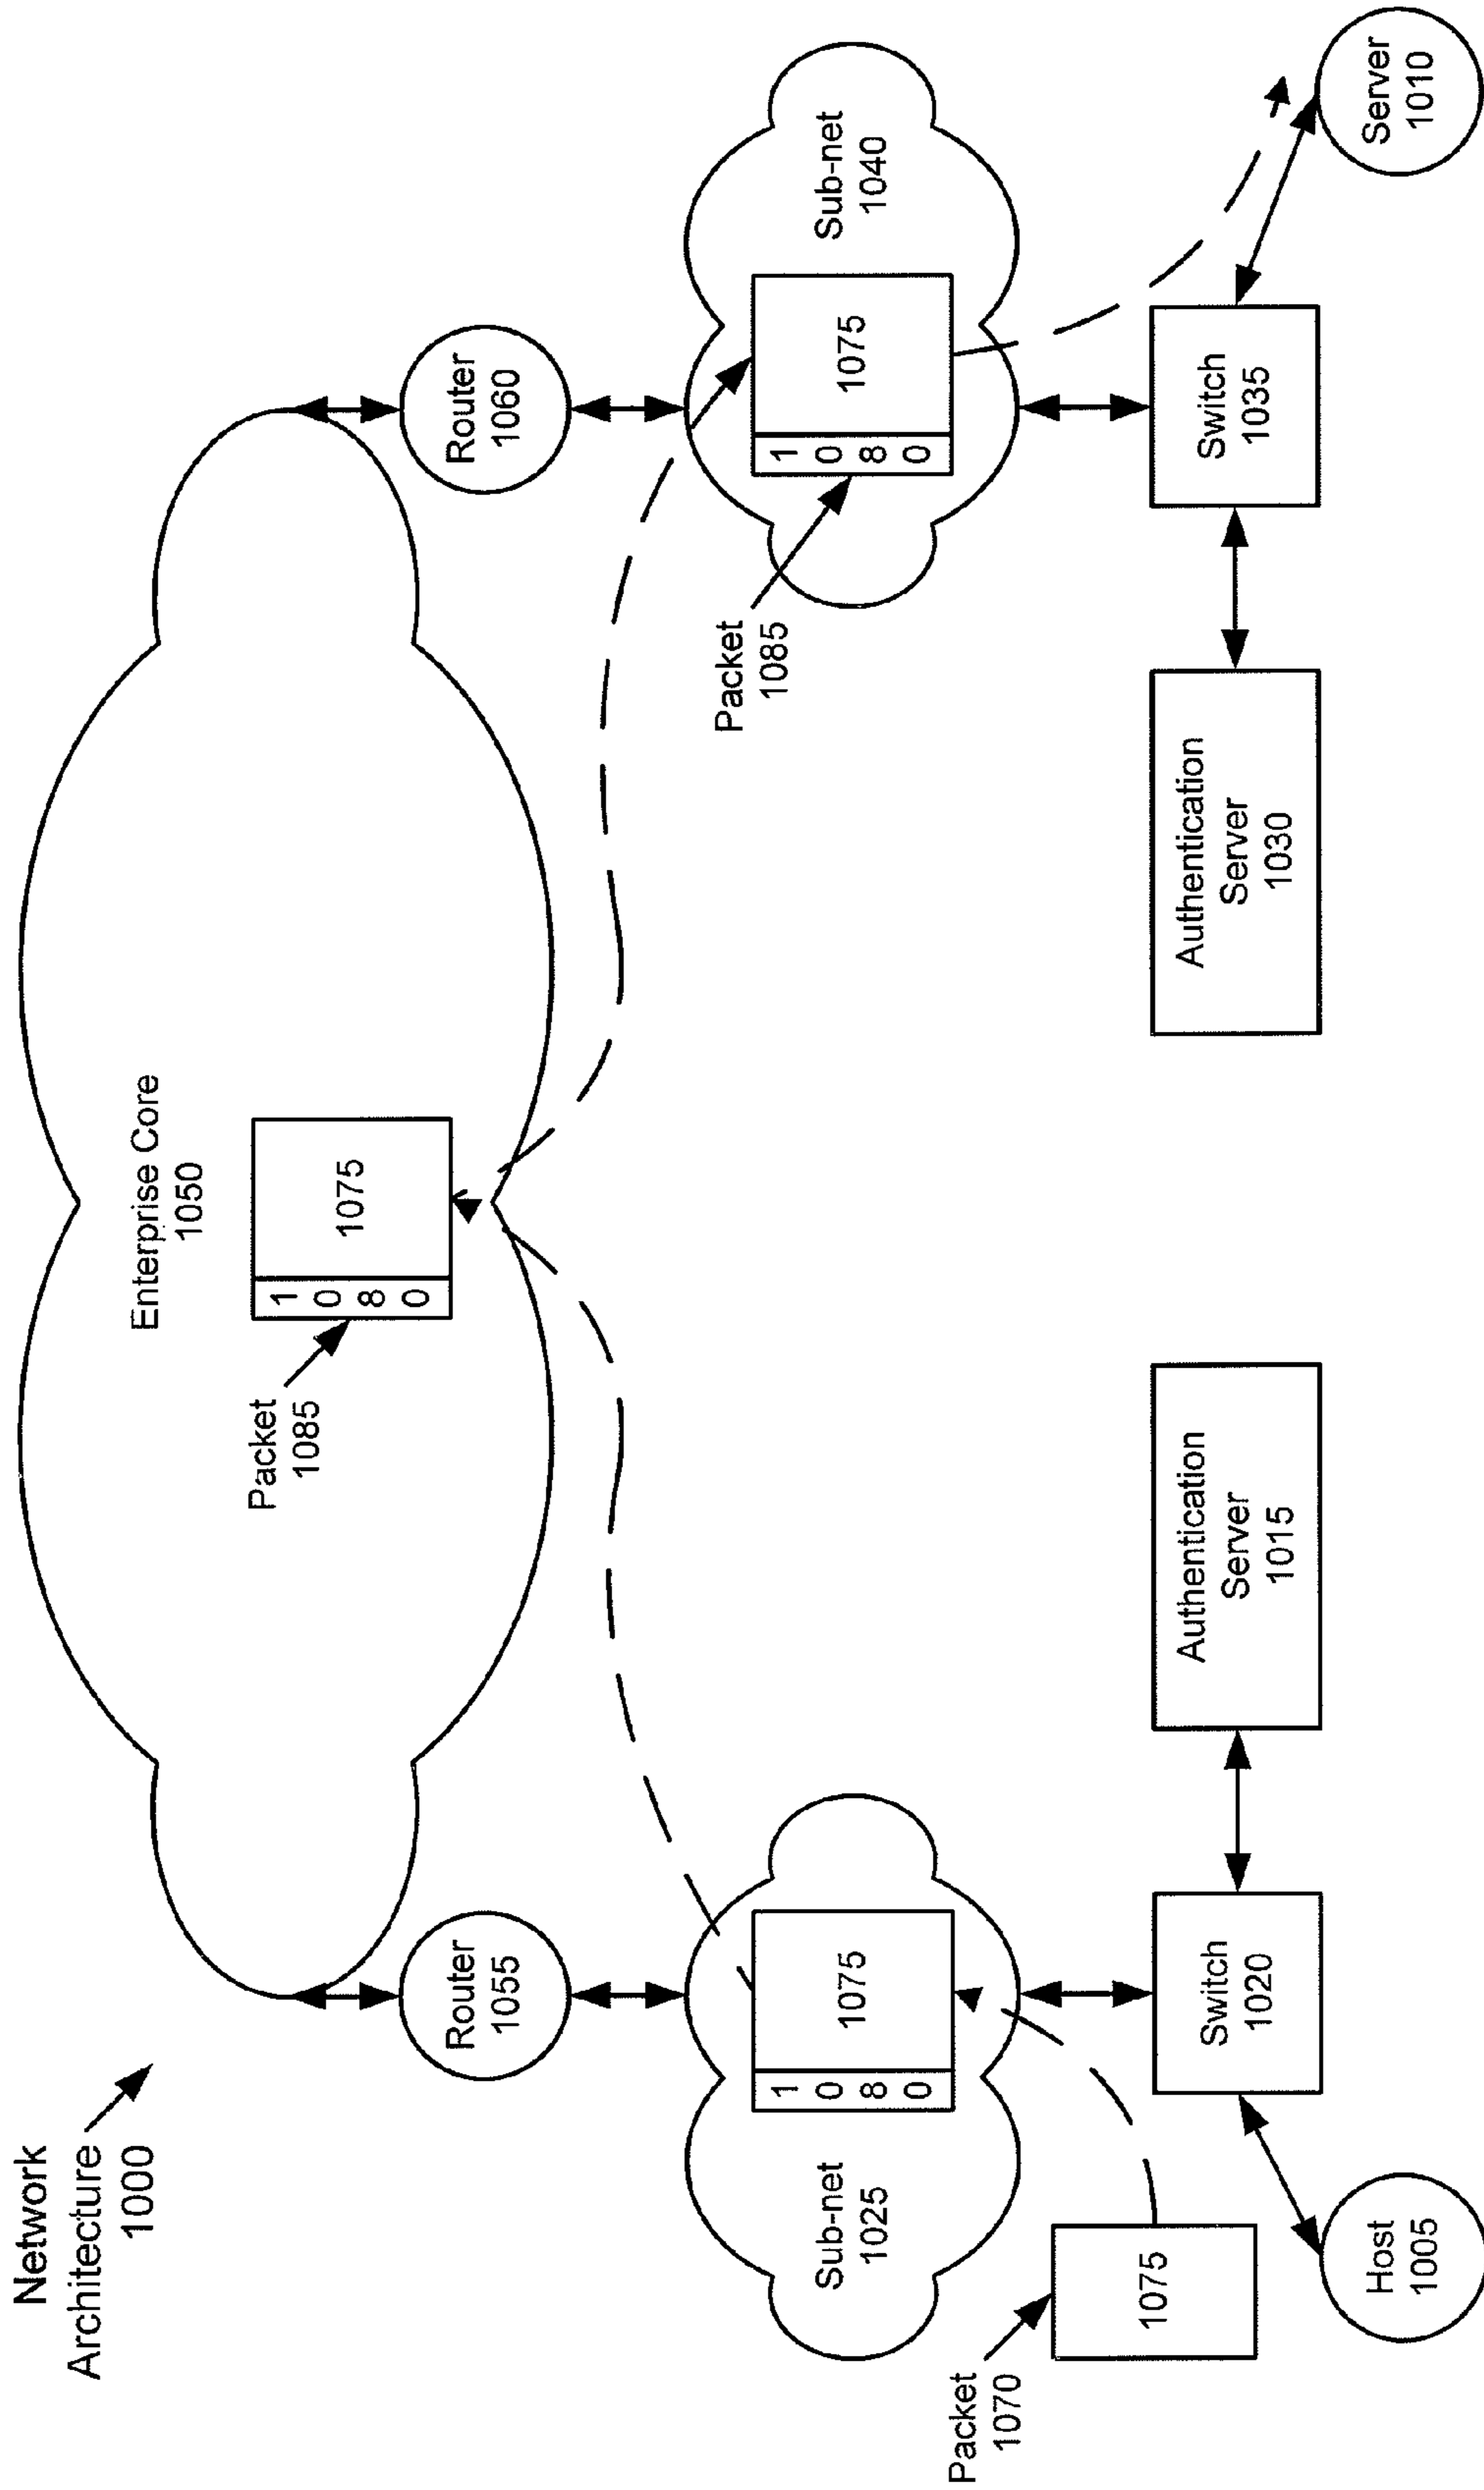 Network
Architecture
1000
Enterprise Core
1050
Packet
1085
1
0
8
0
1075
Router
1055
Router
1060
Sub-net
1025
1
0
8
0
1075
Packet
1085
1
0
8
0
1075
Sub-net
1040
Packet
1070
1075
Host
1005
Switch
1020
Authentication
Server
1015
Authentication
Server
1030
Switch
1035
Server
1010